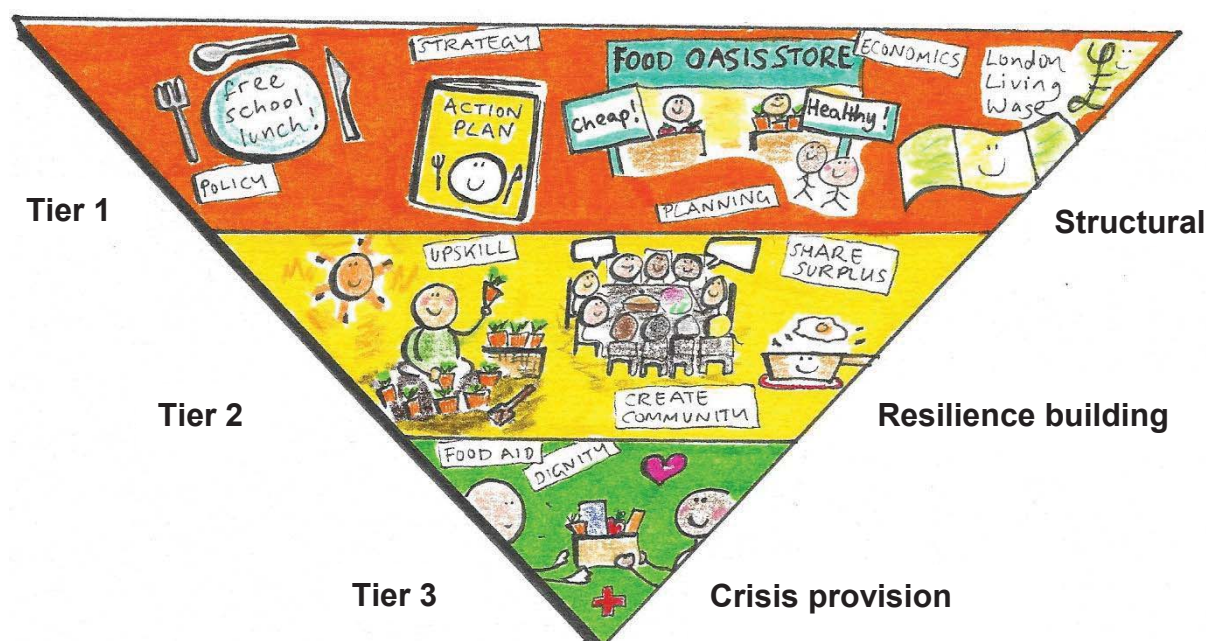 STRATEGY
ECONOMICS
FOOD OASIS STORE
London
Living
Wage
£
free
school
lunch!
ACTION
PLAN
Cheap!
Healthy!
POLICY
PLANNING
Tier 1
Structural
UPSKILL
SHARE
SURPLUS
CREATE
COMMUNITY
Tier 2
Resilience building
FOOD AID
DIGNITY
Tier 3
Crisis provision